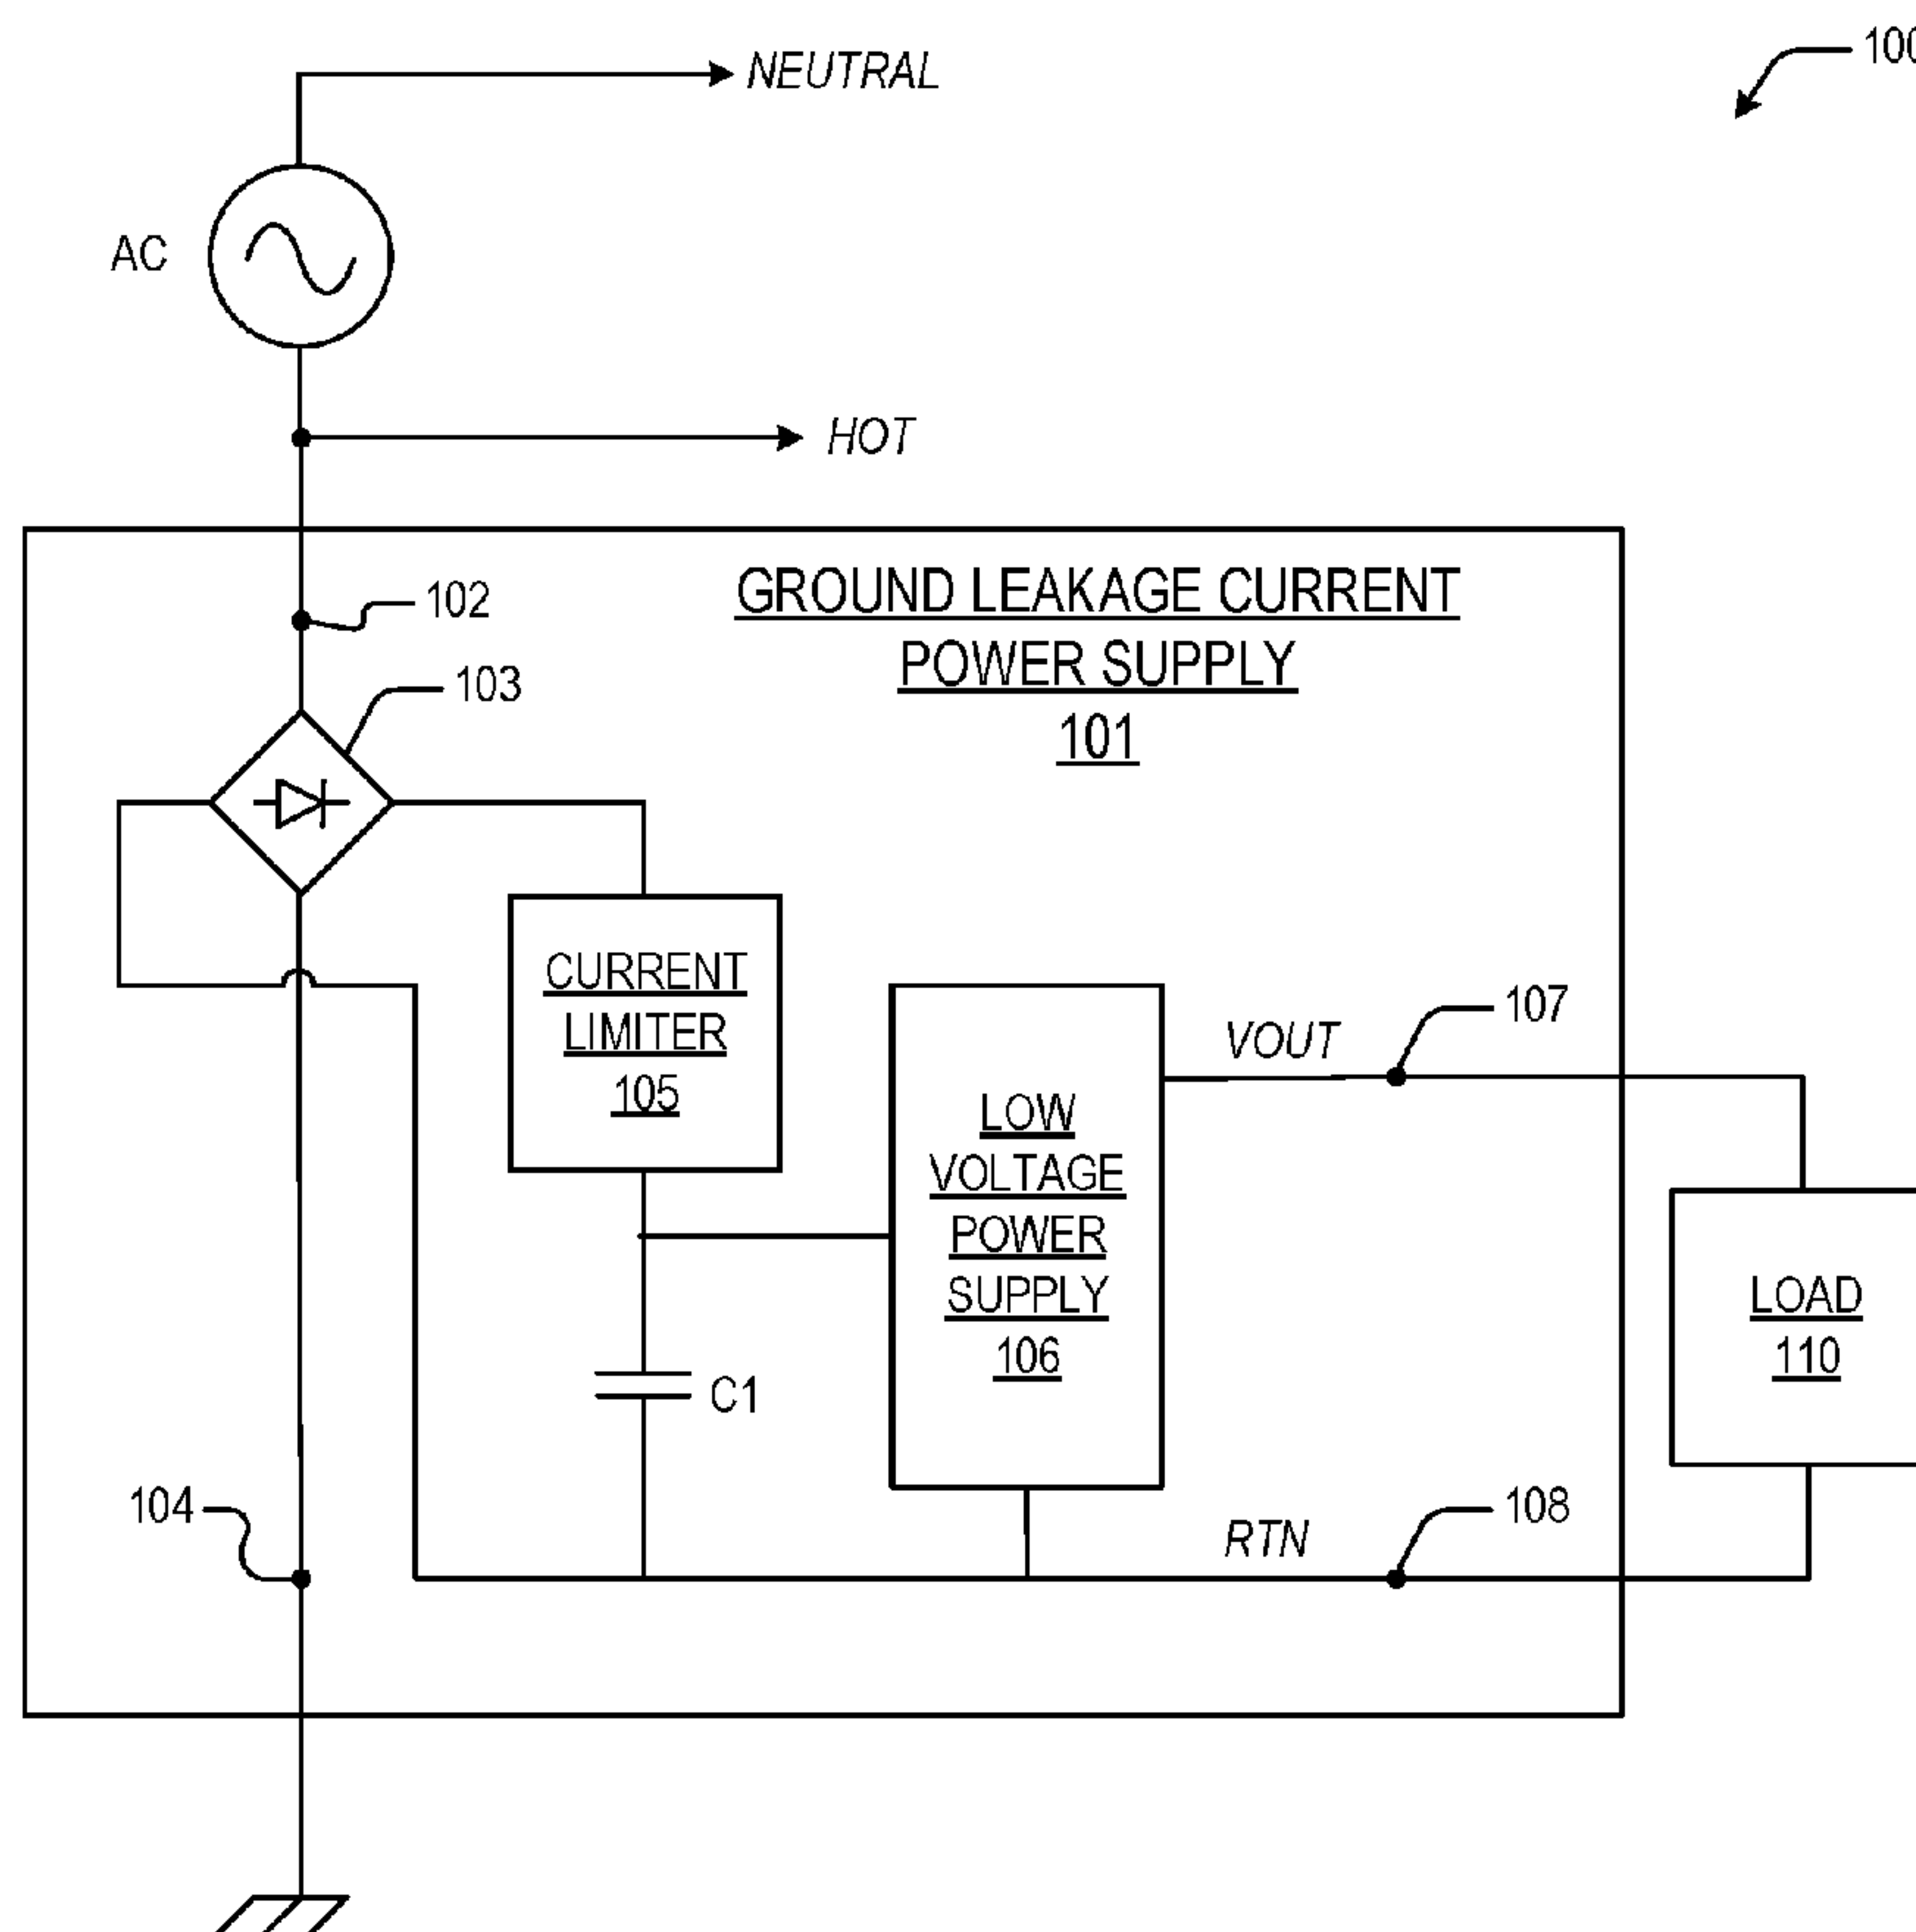 NEUTRAL
AC
HOT
102
GROUND LEAKAGE CURRENT
POWER SUPPLY
101
103
CURRENT
LIMITER
105
107
VOUT
LOW
VOLTAGE
POWER
SUPPLY
106
LOAD
110
C1
104
108
RTN